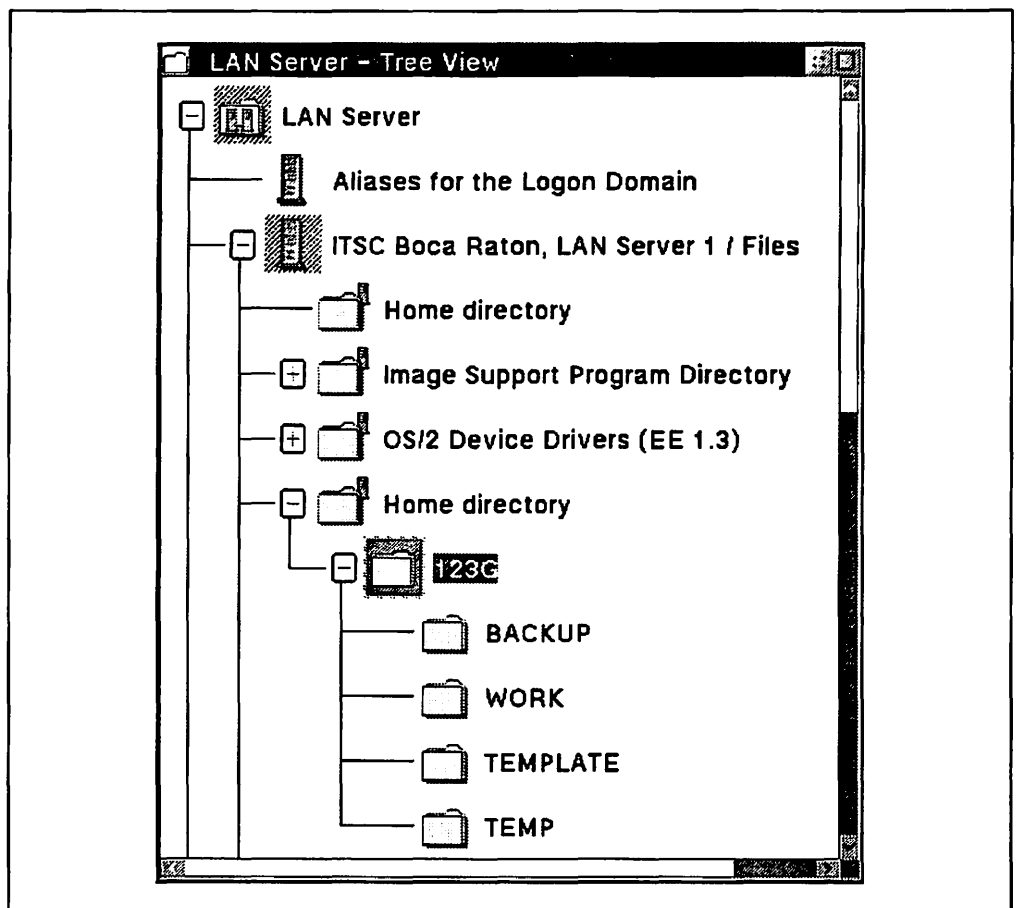 LAN Server - Tree View
LAN Server
Aliases for the Logon Domain
ITSC Boca Raton, LAN Server 1 / Files
Home directory
Image Support Program Directory
OS/2 Device Drivers (EE 1.3)
Home directory
123G
BACKUP
WORK
TEMPLATE
TEMP